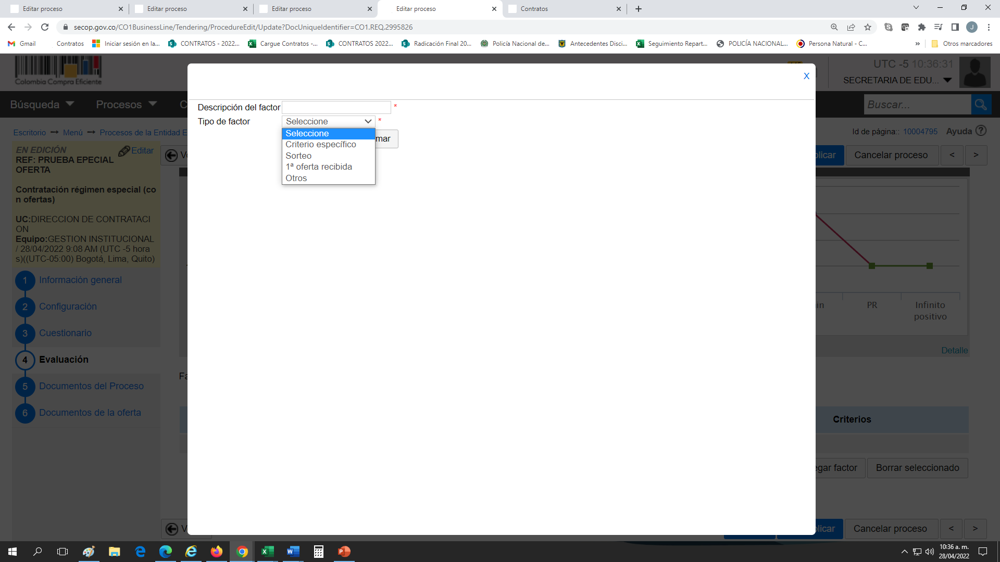 Editar proceso
Editar proceso
Editar proceso
Editar proceso
Contratos
secop.gov.co/CO1BusinessLine/Tendering/ProcedureEdit/Update?DocUniqueIdentifier=CO1.REQ.2995826
J
Gmail
Contratos
Iniciar sesión en la...
CONTRATOS - 2022...
Cargue Contratos -...
CONTRATOS 2022...
Radicación Final 20...
Policía Nacional de...
Antecedentes Disci...
Seguimiento Repart...
POLICÍA NACIONAL...
Persona Natural - C...
»
Otros marcadores
Colombia Compra Eficiente
UTC -5 10:36:31
SECRETARIA DE EDU...
Búsqueda
Procesos
C
Buscar...
X
Descripción del factor *
Tipo de factor Seleccione *
Seleccione
Criterio específico
Sorteo
1ª oferta recibida
Otros
mar
Escritorio → Menú → Procesos de la Entidad E
Id de página:: 10004795 Ayuda ?
EN EDICIÓN
Editar
REF: PRUEBA EPECIAL
OFERTA
Contratación régimen especial (co
n ofertas)
UC:DIRECCION DE CONTRATACI
ON
Equipo:GESTION INSTITUCIONAL
/ 28/04/2022 9:08 AM (UTC -5 hora
s)((UTC-05:00) Bogotá, Lima, Quito)
V
blicar
Cancelar proceso
<
>
1 Información general
2 Configuración
3 Cuestionario
4 Evaluación
5 Documentos del Proceso
6 Documentos de la oferta
in
PR
Infinito
positivo
Detalle
Fa
Criterios
egar factor
Borrar seleccionado
V
blicar
Cancelar proceso
<
>
10:36 a. m.
28/04/2022